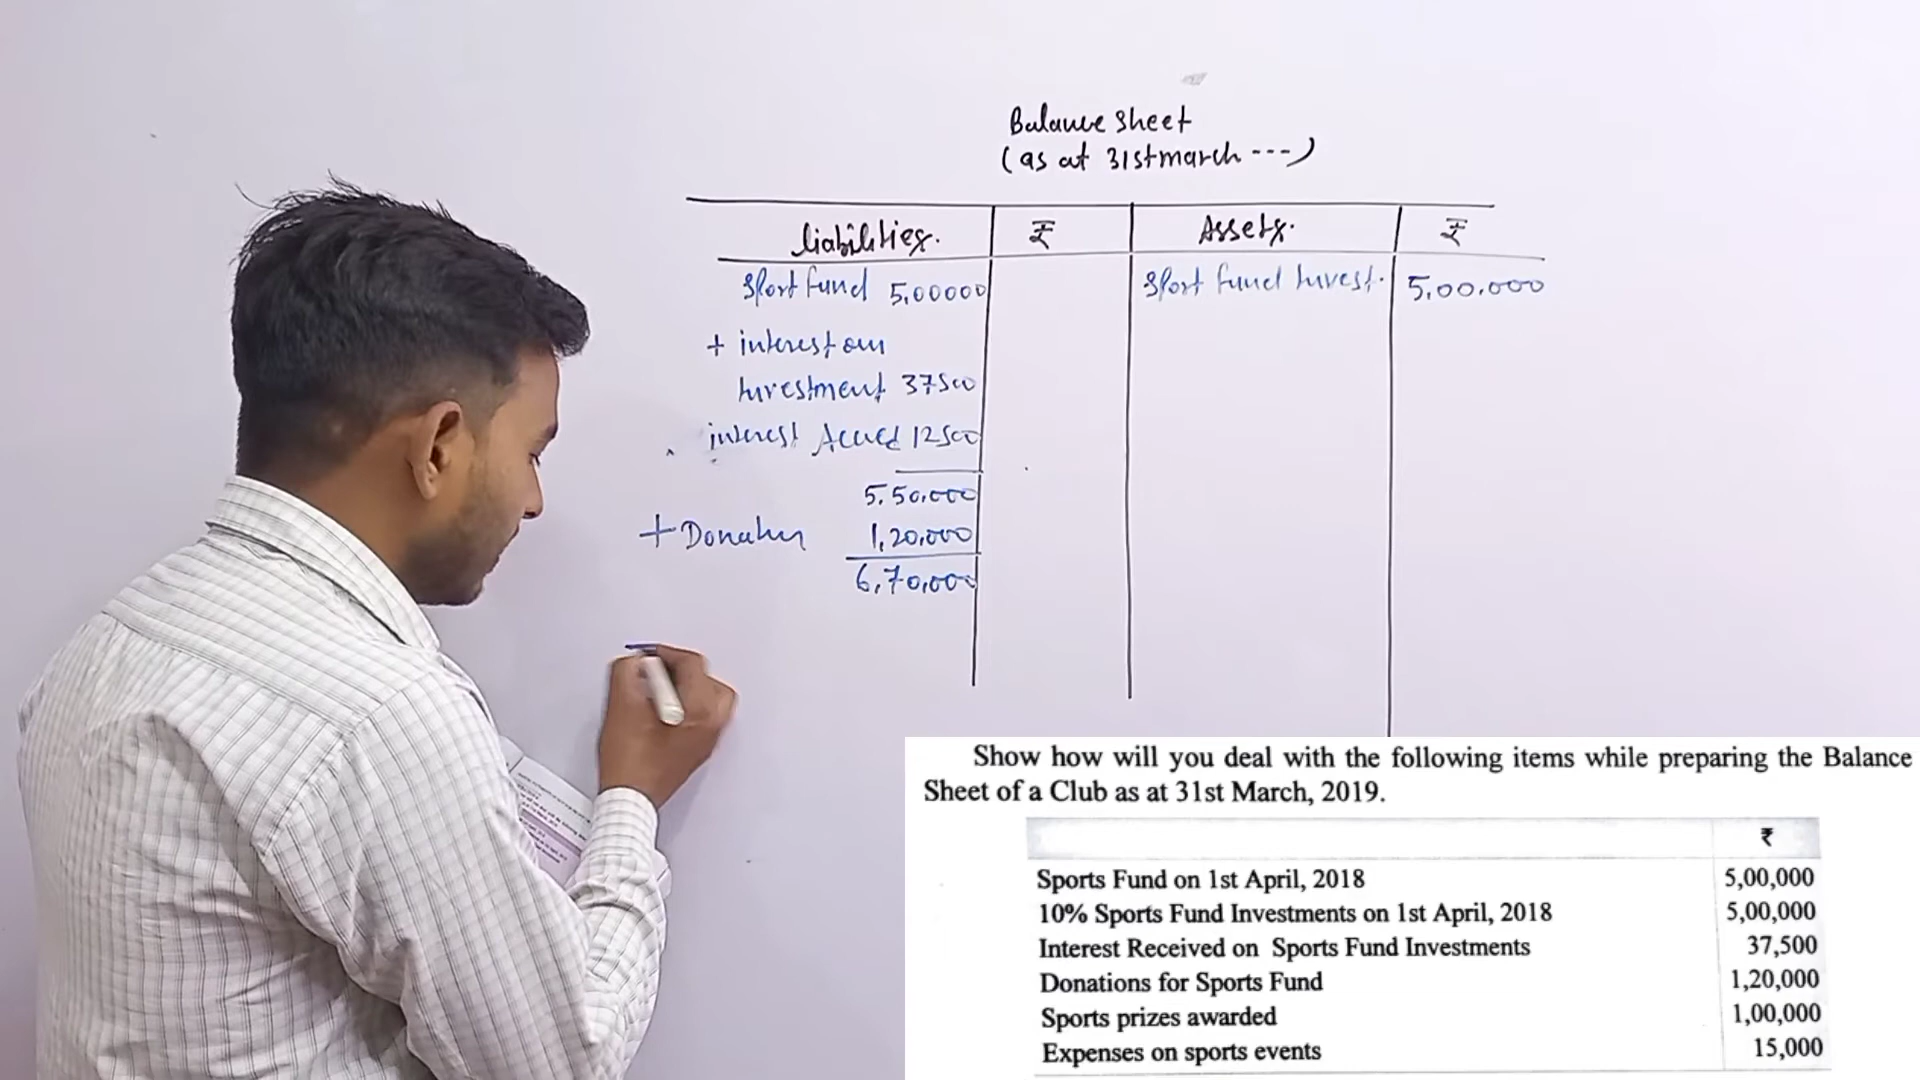 Balance Sheet
(as at 31st march ---)
Liabilities. ₹ Assets. ₹
Sport fund 5,00000 Sport fund Invest. 5,00,000
+ interest on
Investment 37500
interest Accued 12500
5,50,000
+ Donation 1,20,000
6,70,000
Show how will you deal with the following items while preparing the Balance
Sheet of a Club as at 31st March, 2019.
₹
Sports Fund on 1st April, 2018 5,00,000
10% Sports Fund Investments on 1st April, 2018 5,00,000
Interest Received on Sports Fund Investments 37,500
Donations for Sports Fund 1,20,000
Sports prizes awarded 1,00,000
Expenses on sports events 15,000